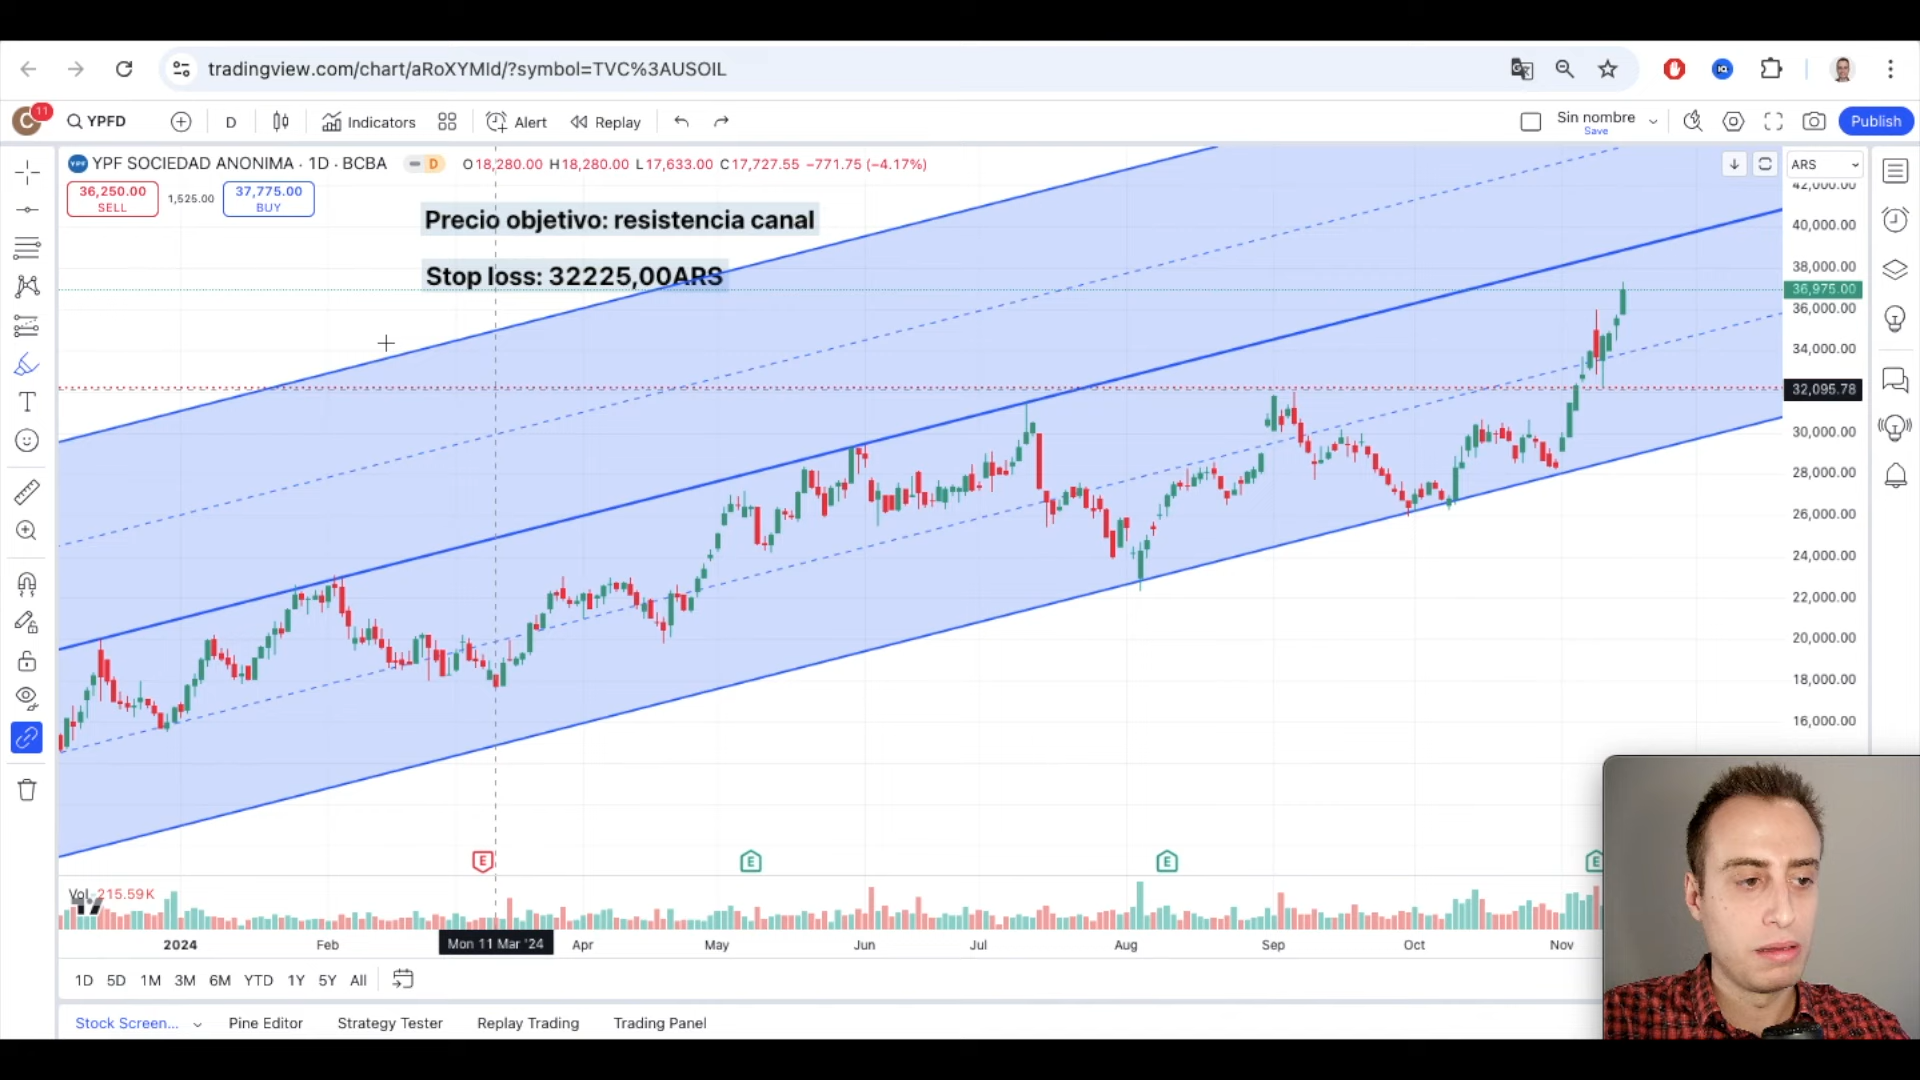 tradingview.com/chart/aRoXYMId/?symbol=TVC%3AUSOIL
C 11 YPFD D Indicators Alert Replay Sin nombre Save Publish
YPF SOCIEDAD ANONIMA · 1D · BCBA D O18,280.00 H18,280.00 L17,633.00 C17,727.55 −771.75 (−4.17%) ARS
36,250.00 SELL 1,525.00 37,775.00 BUY
Precio objetivo: resistencia canal
Stop loss: 32225,00ARS
42,000.00
40,000.00
38,000.00
36,975.00
36,000.00
34,000.00
32,095.78
30,000.00
28,000.00
26,000.00
24,000.00
22,000.00
20,000.00
18,000.00
16,000.00
E E E E
Vol 215.59K
2024 Feb Mon 11 Mar '24 Apr May Jun Jul Aug Sep Oct Nov
1D 5D 1M 3M 6M YTD 1Y 5Y All
Stock Screen... Pine Editor Strategy Tester Replay Trading Trading Panel